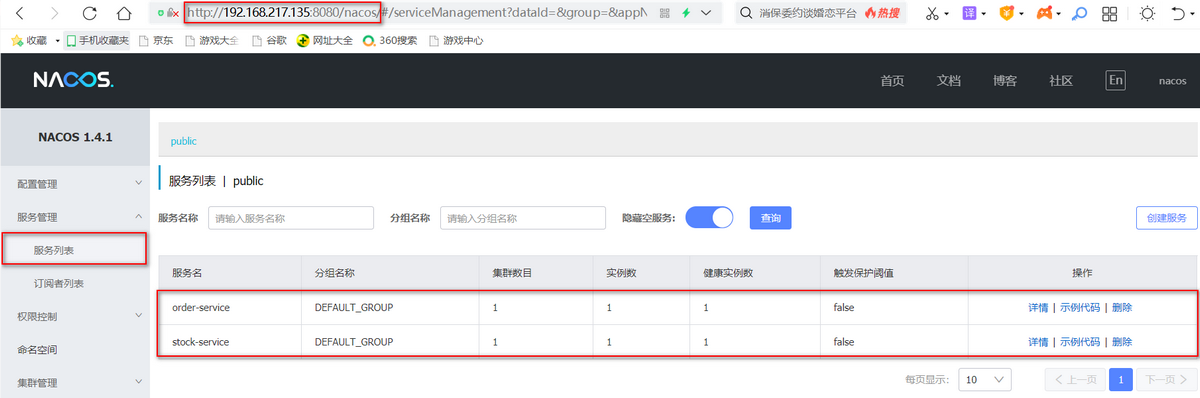 http://192.168.217.135:8080/nacos/#/serviceManagement?dataId=&group=&appN
消保委约谈婚恋平台 热搜
译
收藏 手机收藏夹 京东 游戏大全 谷歌 网址大全 360搜索 游戏中心
NACOS. 首页 文档 博客 社区 En nacos
NACOS 1.4.1
配置管理
服务管理
服务列表
订阅者列表
权限控制
命名空间
集群管理
public
服务列表 | public
服务名称 请输入服务名称 分组名称 请输入分组名称 隐藏空服务: 查询 创建服务
服务名 分组名称 集群数目 实例数 健康实例数 触发保护阈值 操作
order-service DEFAULT_GROUP 1 1 1 false 详情 | 示例代码 | 删除
stock-service DEFAULT_GROUP 1 1 1 false 详情 | 示例代码 | 删除
每页显示: 10 上一页 1 下一页